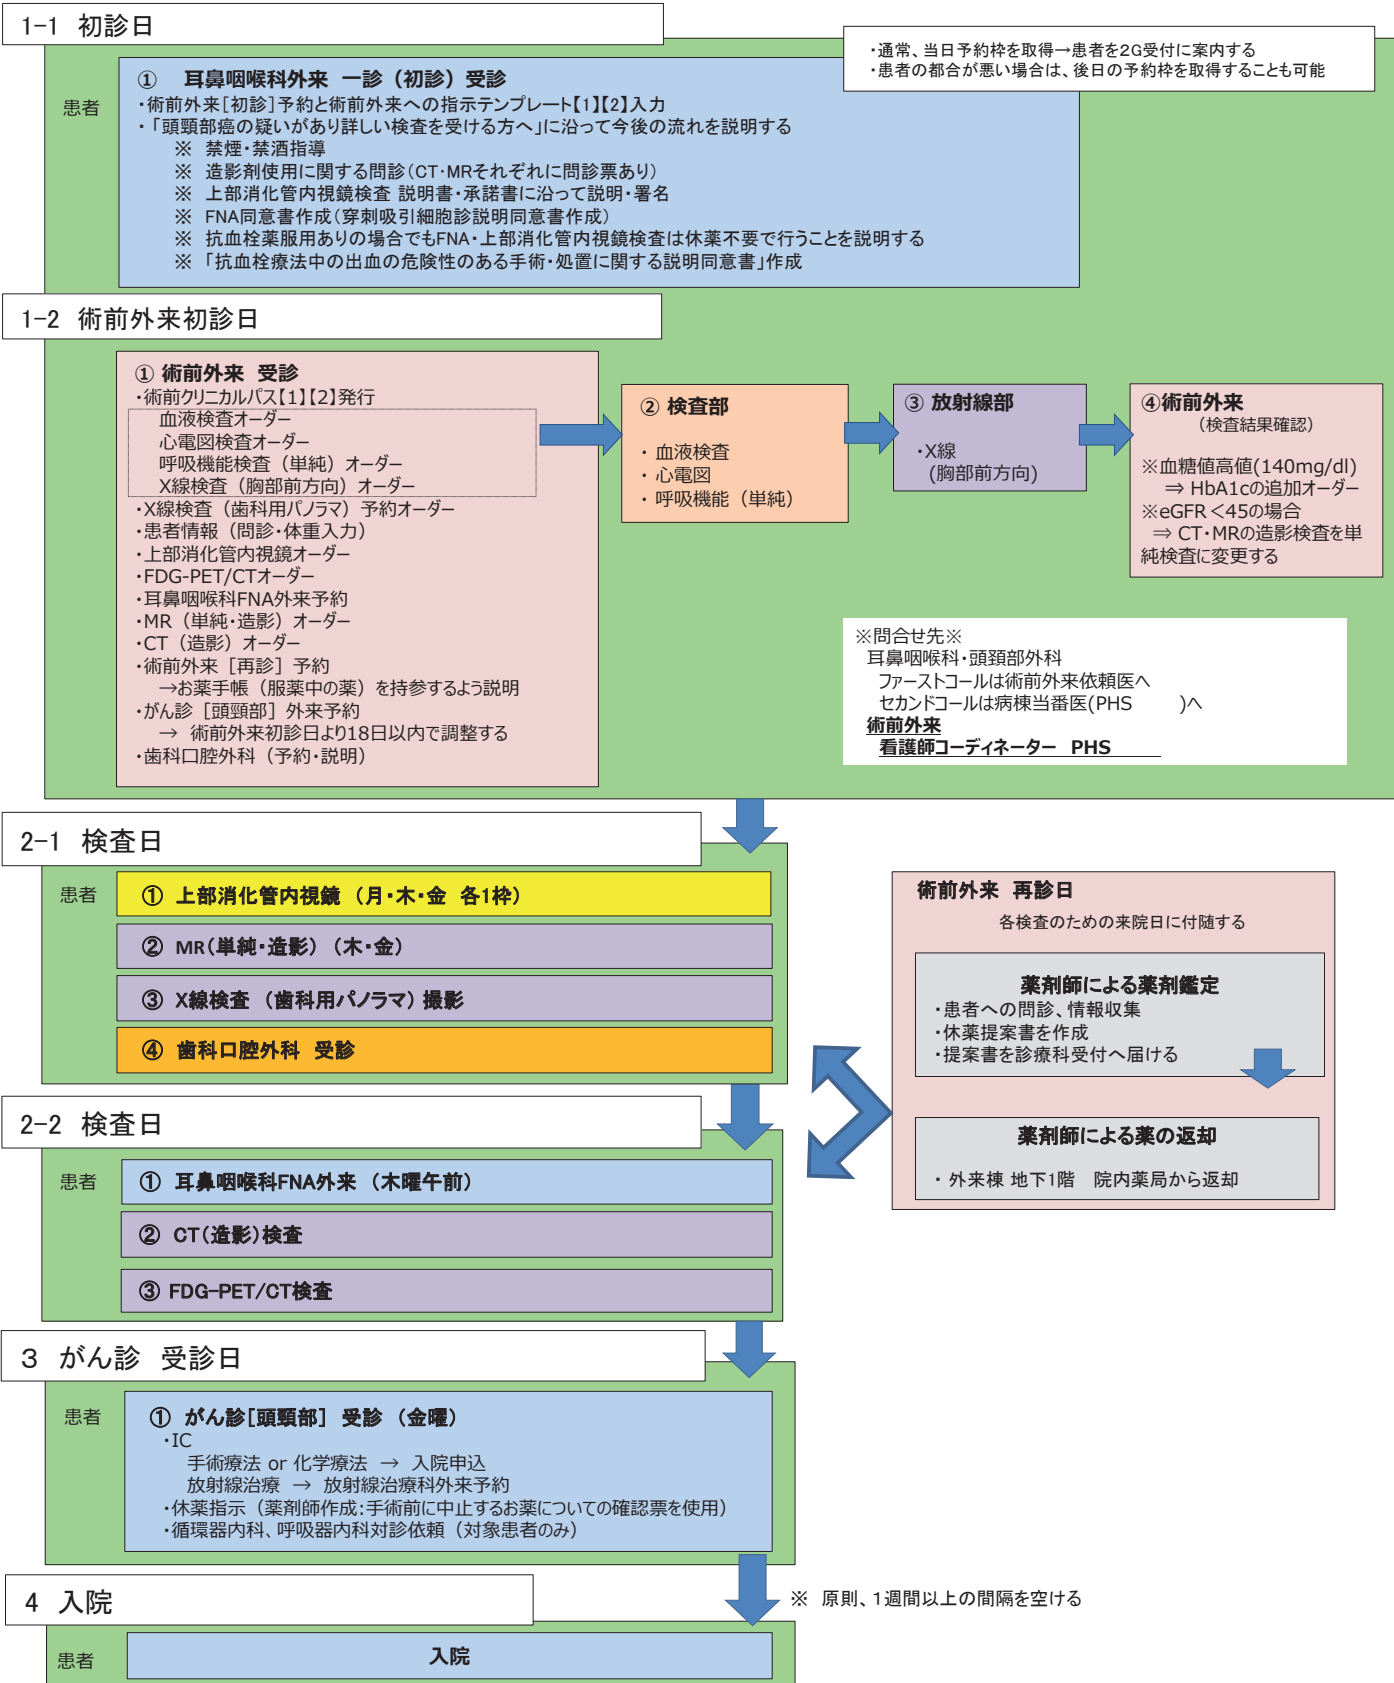 1-1 初診日
・通常、当日予約枠を取得→患者を2G受付に案内する
・患者の都合が悪い場合は、後日の予約枠を取得することも可能
患者
① 耳鼻咽喉科外来 一診（初診）受診
・術前外来[初診]予約と術前外来への指示テンプレート【1】【2】入力
・「頭頸部癌の疑いがあり詳しい検査を受ける方へ」に沿って今後の流れを説明する
※ 禁煙・禁酒指導
※ 造影剤使用に関する問診（CT・MRそれぞれに問診票あり）
※ 上部消化管内視鏡検査 説明書・承諾書に沿って説明・署名
※ FNA同意書作成（穿刺吸引細胞診説明同意書作成）
※ 抗血栓薬服用ありの場合でもFNA・上部消化管内視鏡検査は休薬不要で行うことを説明する
※ 「抗血栓療法中の出血の危険性のある手術・処置に関する説明同意書」作成
1-2 術前外来初診日
① 術前外来 受診
・術前クリニカルパス【1】【2】発行
血液検査オーダー
心電図検査オーダー
呼吸機能検査（単純）オーダー
X線検査（胸部前方向）オーダー
・X線検査（歯科用パノラマ）予約オーダー
・患者情報（問診・体重入力）
・上部消化管内視鏡オーダー
・FDG-PET/CTオーダー
・耳鼻咽喉科FNA外来予約
・MR（単純・造影）オーダー
・CT（造影）オーダー
・術前外来［再診］予約
→お薬手帳（服薬中の薬）を持参するよう説明
・がん診［頭頸部］外来予約
→ 術前外来初診日より18日以内で調整する
・歯科口腔外科（予約・説明）
② 検査部
・ 血液検査
・ 心電図
・ 呼吸機能（単純）
③ 放射線部
・X線
(胸部前方向)
④術前外来
（検査結果確認）
※血糖値高値(140mg/dl)
⇒ HbA1cの追加オーダー
※eGFR＜45の場合
⇒ CT・MRの造影検査を単
純検査に変更する
※問合せ先※
耳鼻咽喉科・頭頚部外科
ファーストコールは術前外来依頼医へ
セカンドコールは病棟当番医(PHS )へ
術前外来
看護師コーディネーター PHS
2-1 検査日
患者
① 上部消化管内視鏡 （月・木・金 各1枠）
② MR（単純・造影） （木・金）
③ X線検査 （歯科用パノラマ） 撮影
④ 歯科口腔外科 受診
術前外来 再診日
各検査のための来院日に付随する
薬剤師による薬剤鑑定
・患者への問診、情報収集
・休薬提案書を作成
・提案書を診療科受付へ届ける
薬剤師による薬の返却
・ 外来棟 地下1階 院内薬局から返却
2-2 検査日
患者
① 耳鼻咽喉科FNA外来 （木曜午前）
② CT（造影）検査
③ FDG-PET/CT検査
3 がん診 受診日
患者
① がん診[頭頸部] 受診 （金曜）
・IC
手術療法 or 化学療法 → 入院申込
放射線治療 → 放射線治療科外来予約
・休薬指示（薬剤師作成:手術前に中止するお薬についての確認票を使用）
・循環器内科、呼吸器内科対診依頼（対象患者のみ）
※ 原則、1週間以上の間隔を空ける
4 入院
患者
入院